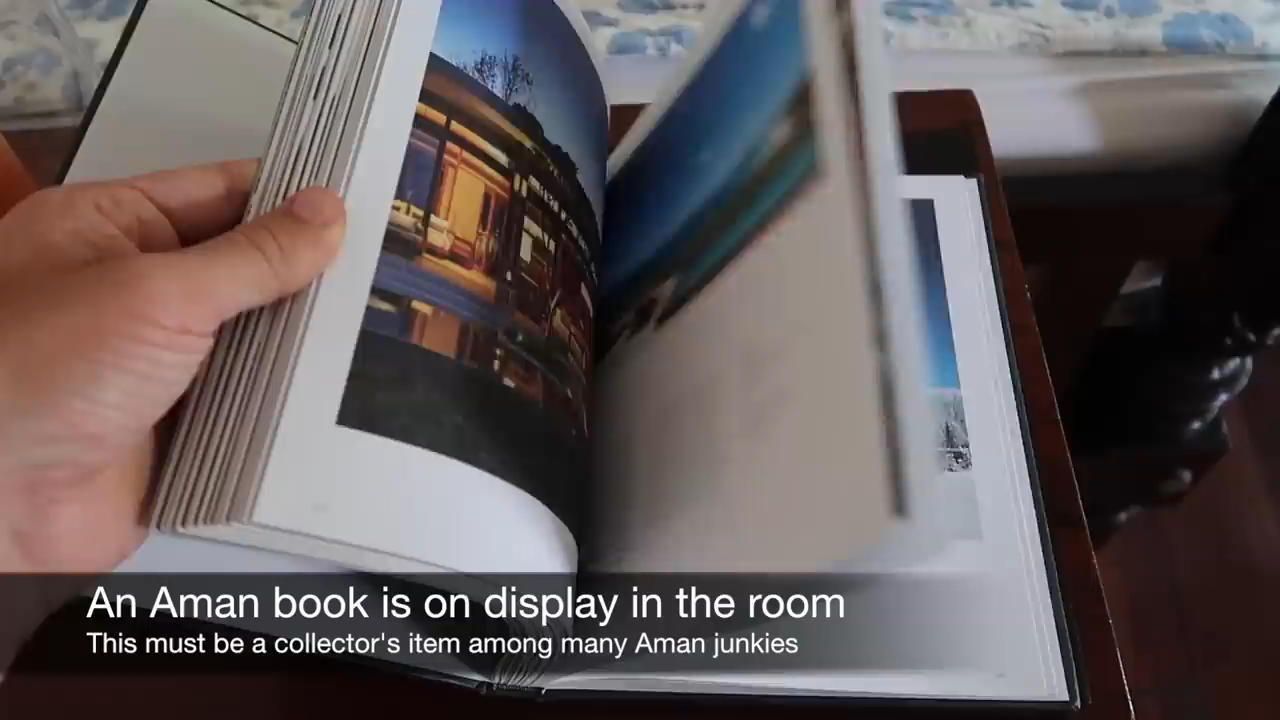 An Aman book is on display in the room
This must be a collector's item among many Aman junkies